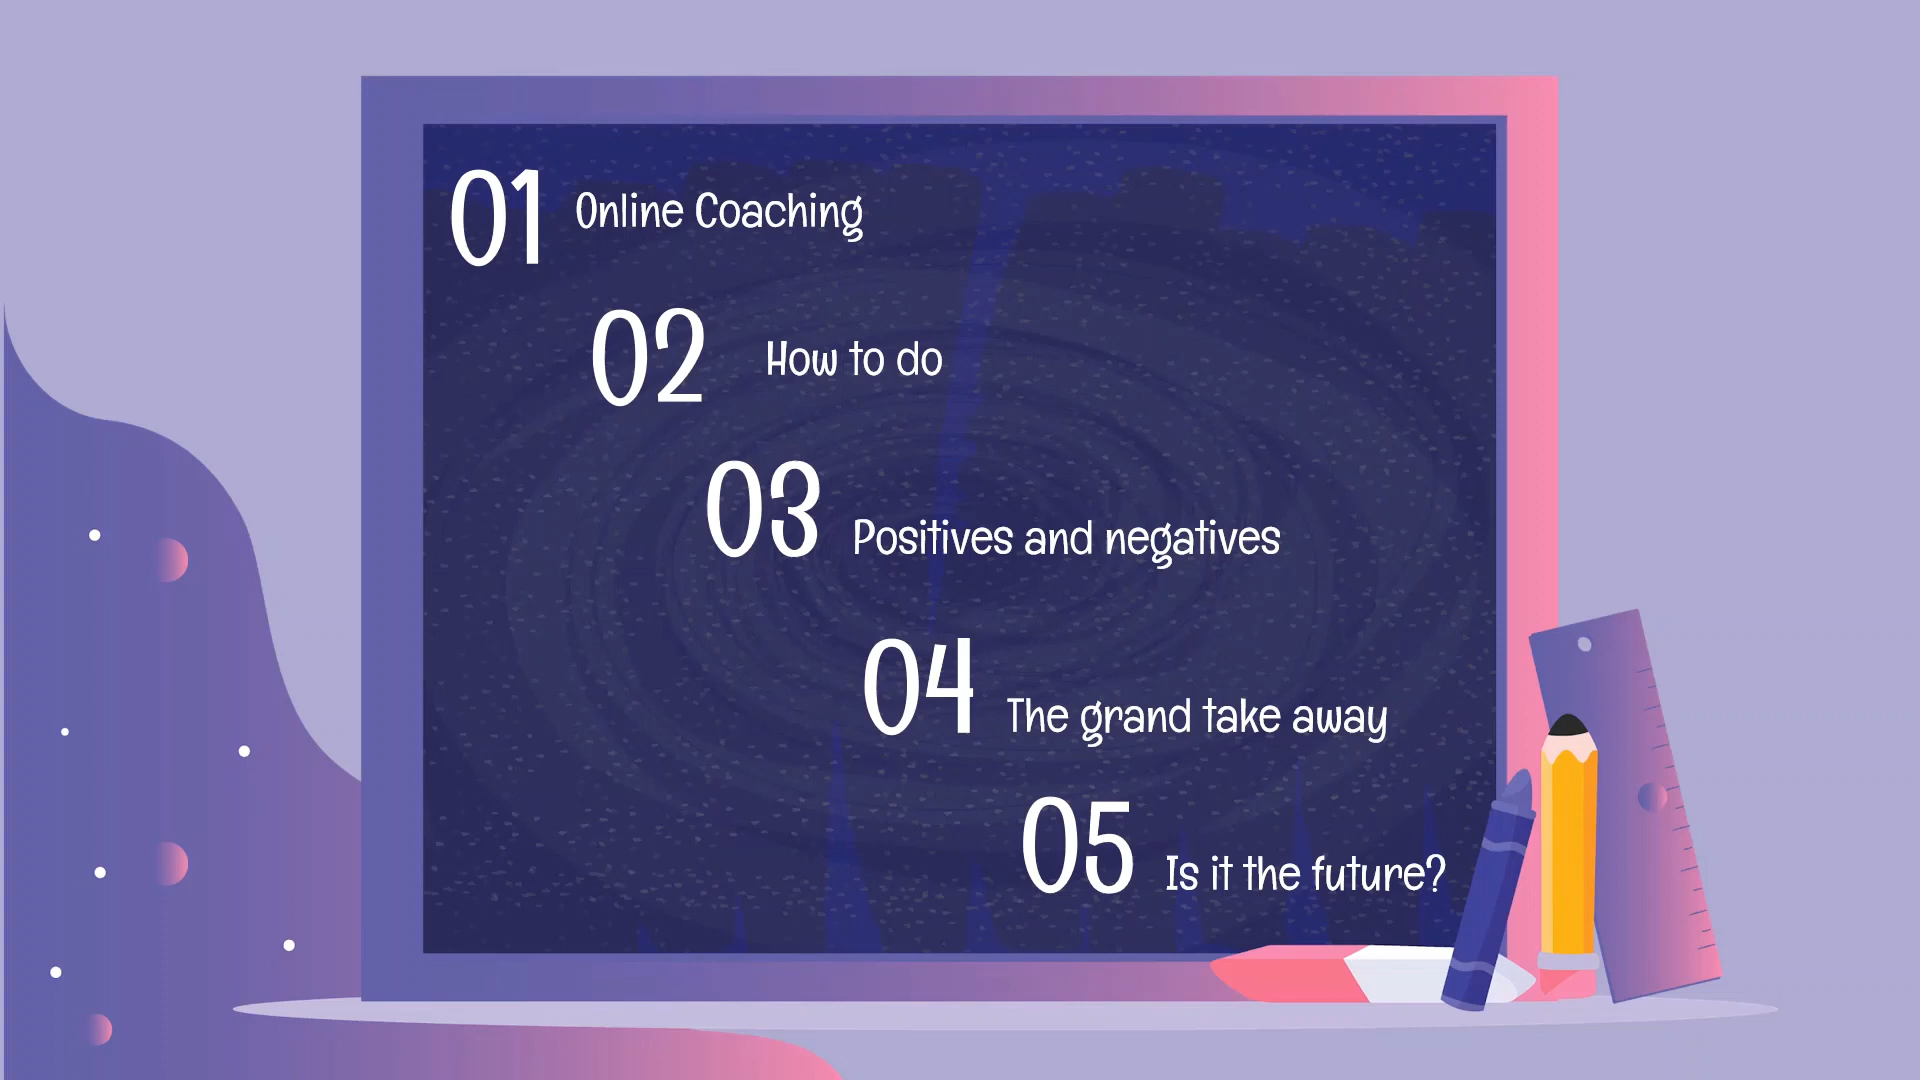 01 Online Coaching
02 How to do
03 Positives and negatives
04 The grand take away
05 Is it the future?